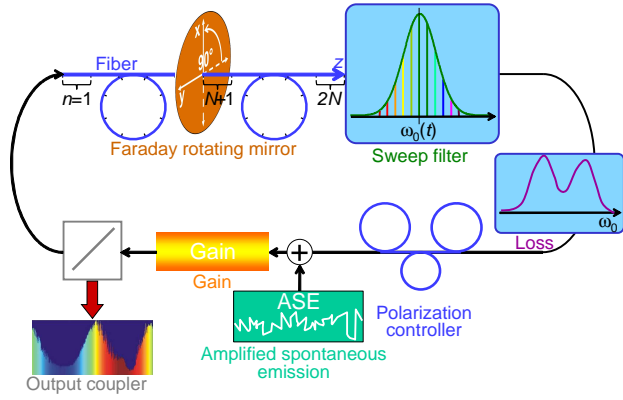 Fiber
x
90°
y
z
n=1
N+1
2N
Faraday rotating mirror
ω₀(t)
Sweep filter
ω₀
Loss
Gain
Gain
+
ASE
Amplified spontaneous
emission
Polarization
controller
Output coupler